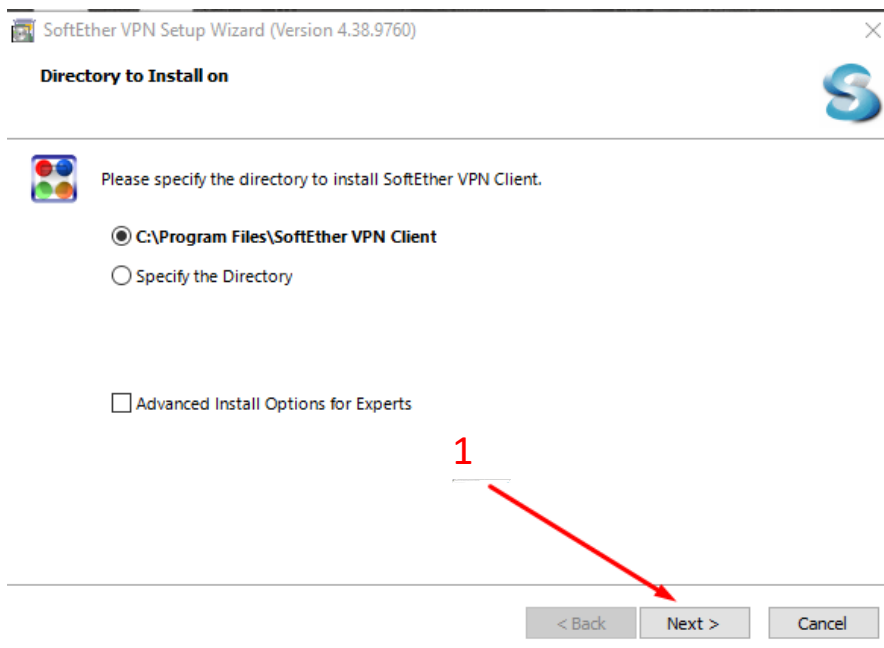 SoftEther VPN Setup Wizard (Version 4.38.9760)
Directory to Install on
Please specify the directory to install SoftEther VPN Client.
C:\Program Files\SoftEther VPN Client
Specify the Directory
Advanced Install Options for Experts
1
< Back Next > Cancel